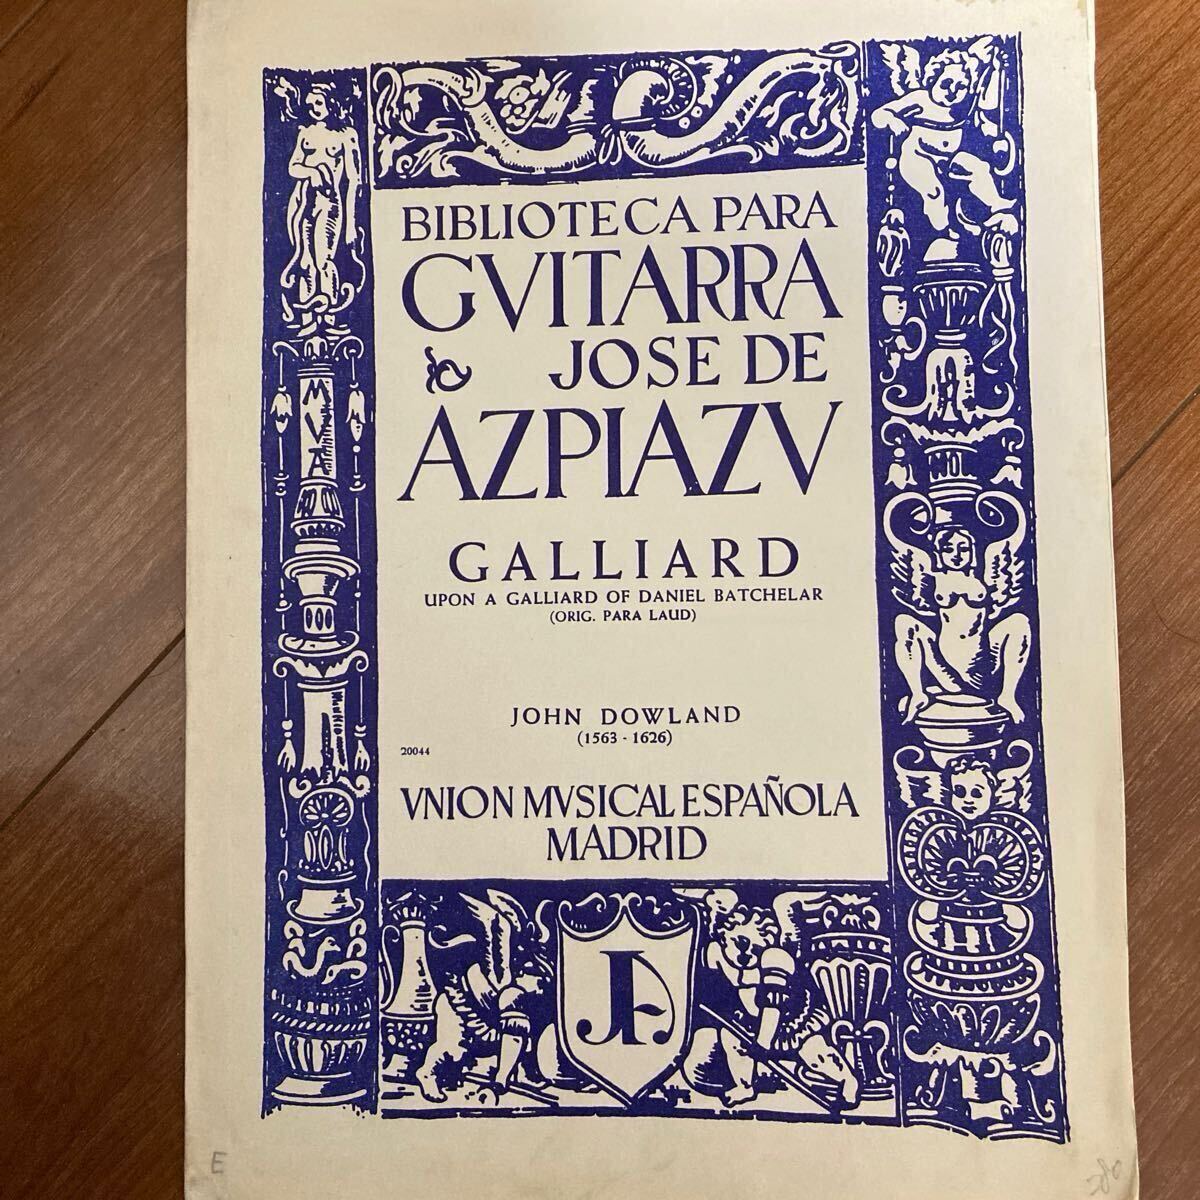 BIBLIOTECA PARA
GVITARRA
JOSE DE
AZPIAZV
GALLIARD
UPON A GALLIARD OF DANIEL BATCHELAR
(ORIG. PARA LAUD)
JOHN DOWLAND
(1563 - 1626)
20044
VNION MVSICAL ESPAÑOLA
MADRID
M
V
A
JA
E